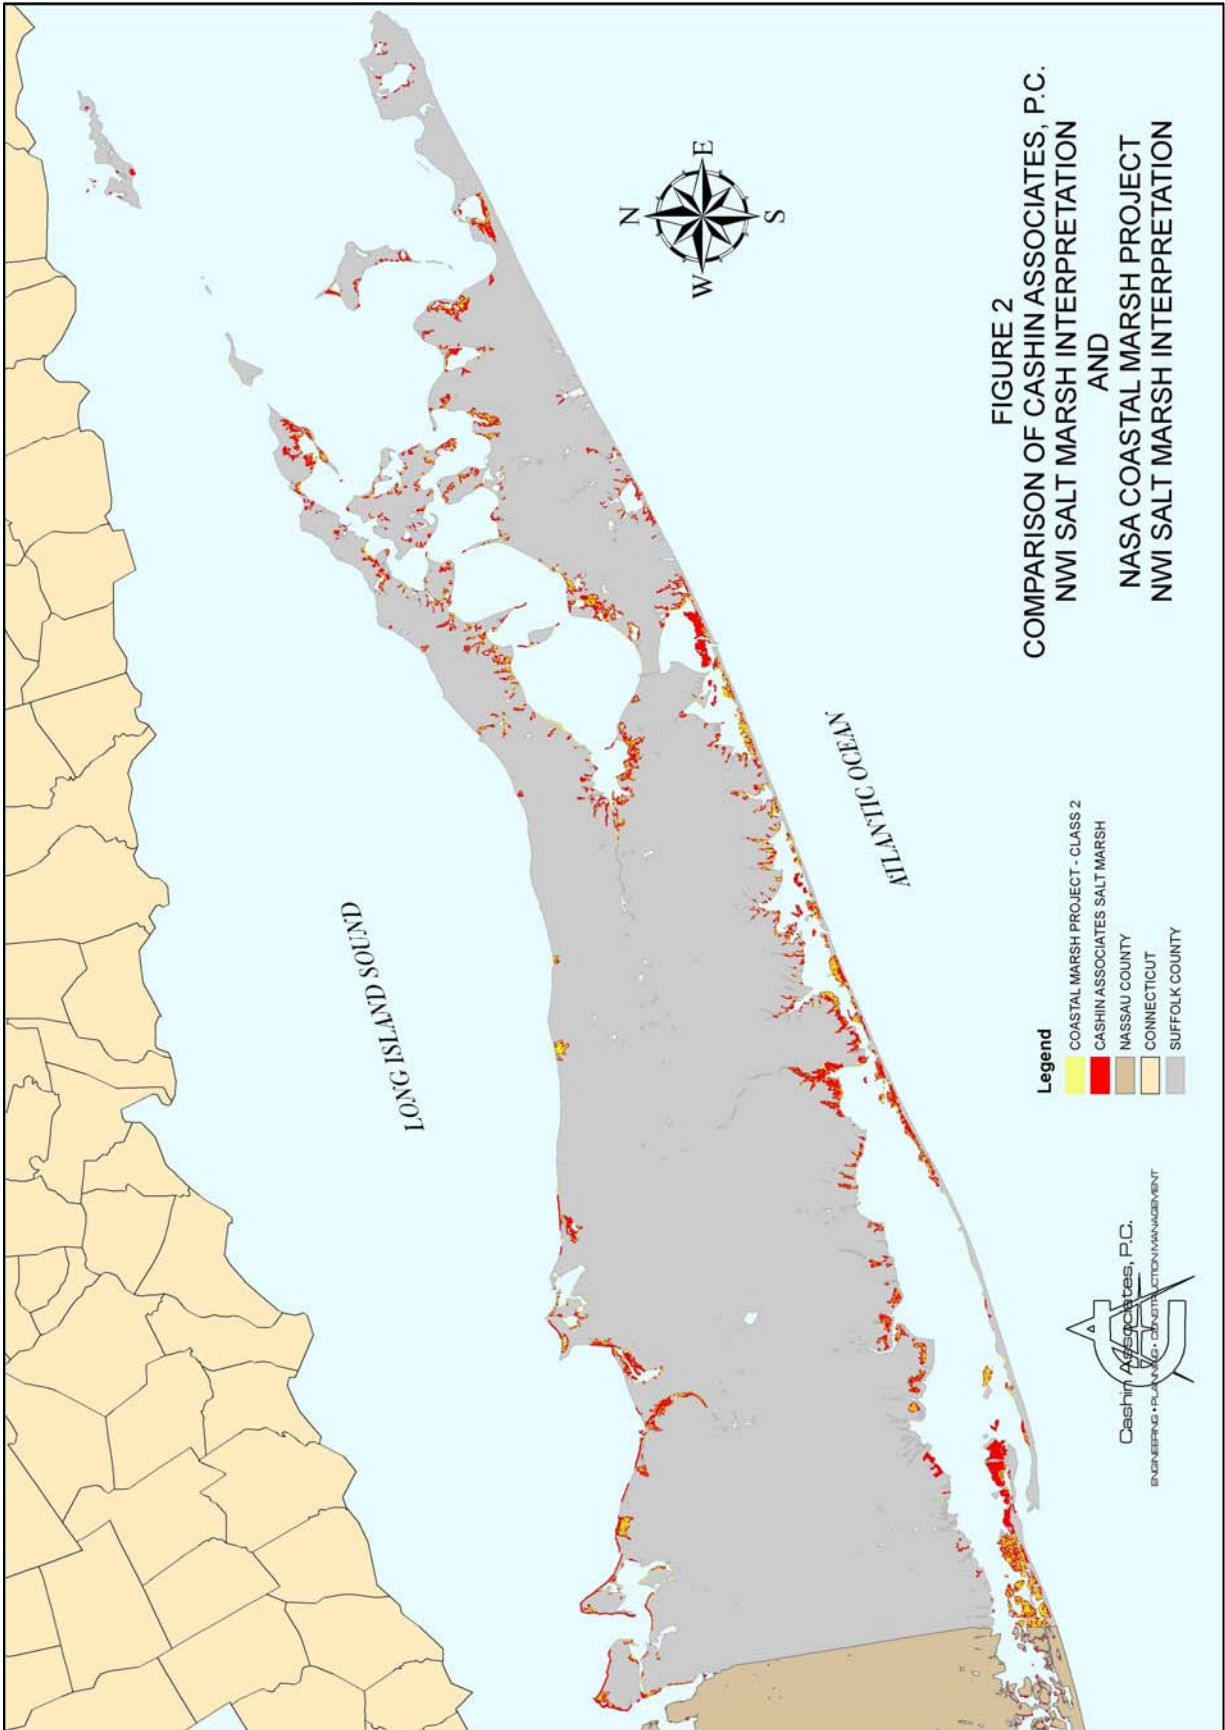 LONG ISLAND SOUND
ATLANTIC OCEAN
N
W
E
S
FIGURE 2
COMPARISON OF CASHIN ASSOCIATES, P.C.
NWI SALT MARSH INTERPRETATION
AND
NASA COASTAL MARSH PROJECT
NWI SALT MARSH INTERPRETATION
Legend
COASTAL MARSH PROJECT - CLASS 2
CASHIN ASSOCIATES SALT MARSH
NASSAU COUNTY
CONNECTICUT
SUFFOLK COUNTY
Cashin Associates, P.C.
ENGINEERING • PLANNING • CONSTRUCTION MANAGEMENT